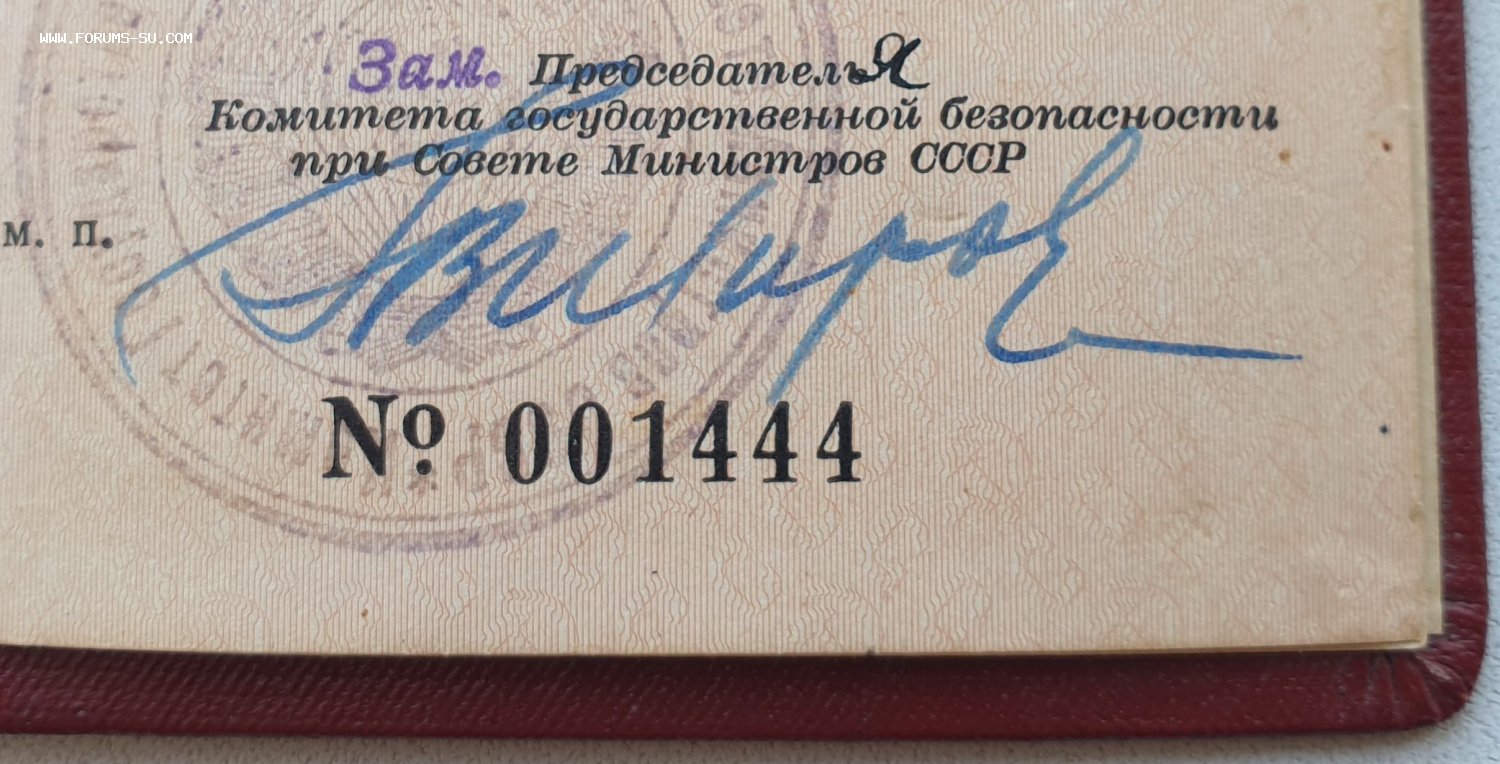 WWW.FORUMS-SU.COM
Зам. Председателья
Комитета государственной безопасности
при Совете Министров СССР
м. п.
№ 001444